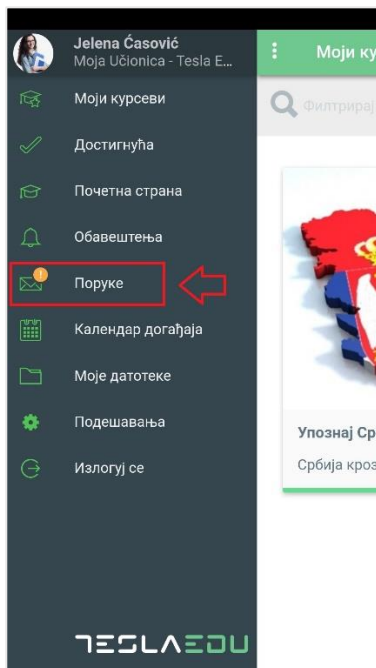 Jelena Ćasović
Moja Učionica - Tesla E...
Моји курсеви
Достигнућа
Почетна страна
Обавештења
Поруке
Календар догађаја
Моје датотеке
Подешавања
Излогуј се
TESLAEDU
Моји ку
Филтрирај
Упознај Ср
Србија кроз